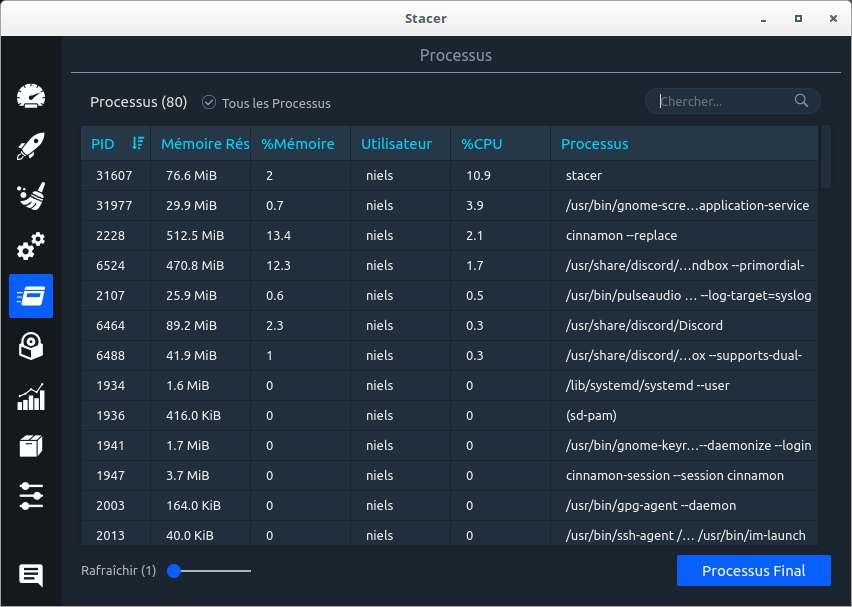 Stacer
Processus
Processus (80) Tous les Processus Chercher...
PID Mémoire Rés %Mémoire Utilisateur %CPU Processus
31607 76.6 MiB 2 niels 10.9 stacer
31977 29.9 MiB 0.7 niels 3.9 /usr/bin/gnome-scre…application-service
2228 512.5 MiB 13.4 niels 2.1 cinnamon --replace
6524 470.8 MiB 12.3 niels 1.7 /usr/share/discord/…ndbox --primordial-
2107 25.9 MiB 0.6 niels 0.5 /usr/bin/pulseaudio … --log-target=syslog
6464 89.2 MiB 2.3 niels 0.3 /usr/share/discord/Discord
6488 41.9 MiB 1 niels 0.3 /usr/share/discord/…ox --supports-dual-
1934 1.6 MiB 0 niels 0 /lib/systemd/systemd --user
1936 416.0 KiB 0 niels 0 (sd-pam)
1941 1.7 MiB 0 niels 0 /usr/bin/gnome-keyr…--daemonize --login
1947 3.7 MiB 0 niels 0 cinnamon-session --session cinnamon
2003 164.0 KiB 0 niels 0 /usr/bin/gpg-agent --daemon
2013 40.0 KiB 0 niels 0 /usr/bin/ssh-agent /… /usr/bin/im-launch
Rafraîchir (1) Processus Final